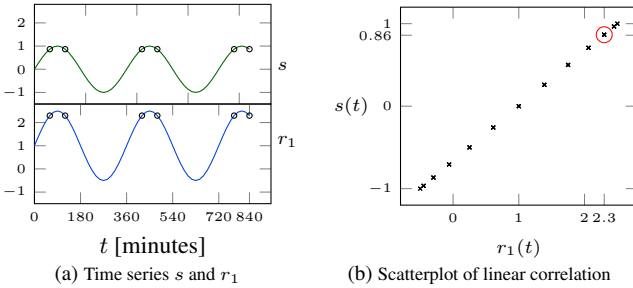 2
1
0
−1
s
2
1
0
−1
r1
0 180 360 540 720 840
t [minutes]
(a) Time series s and r1
1
0.86
0
−1
s(t)
0 1 2 2.3
r1(t)
(b) Scatterplot of linear correlation